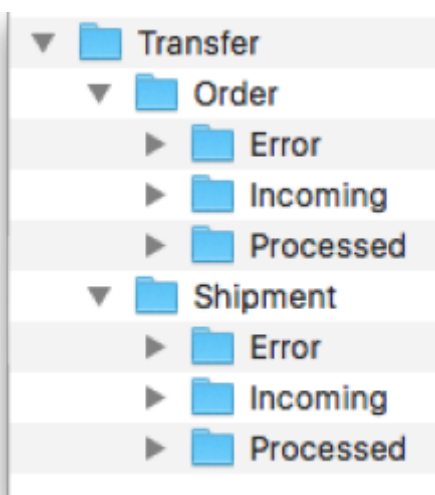 Transfer
Order
Error
Incoming
Processed
Shipment
Error
Incoming
Processed